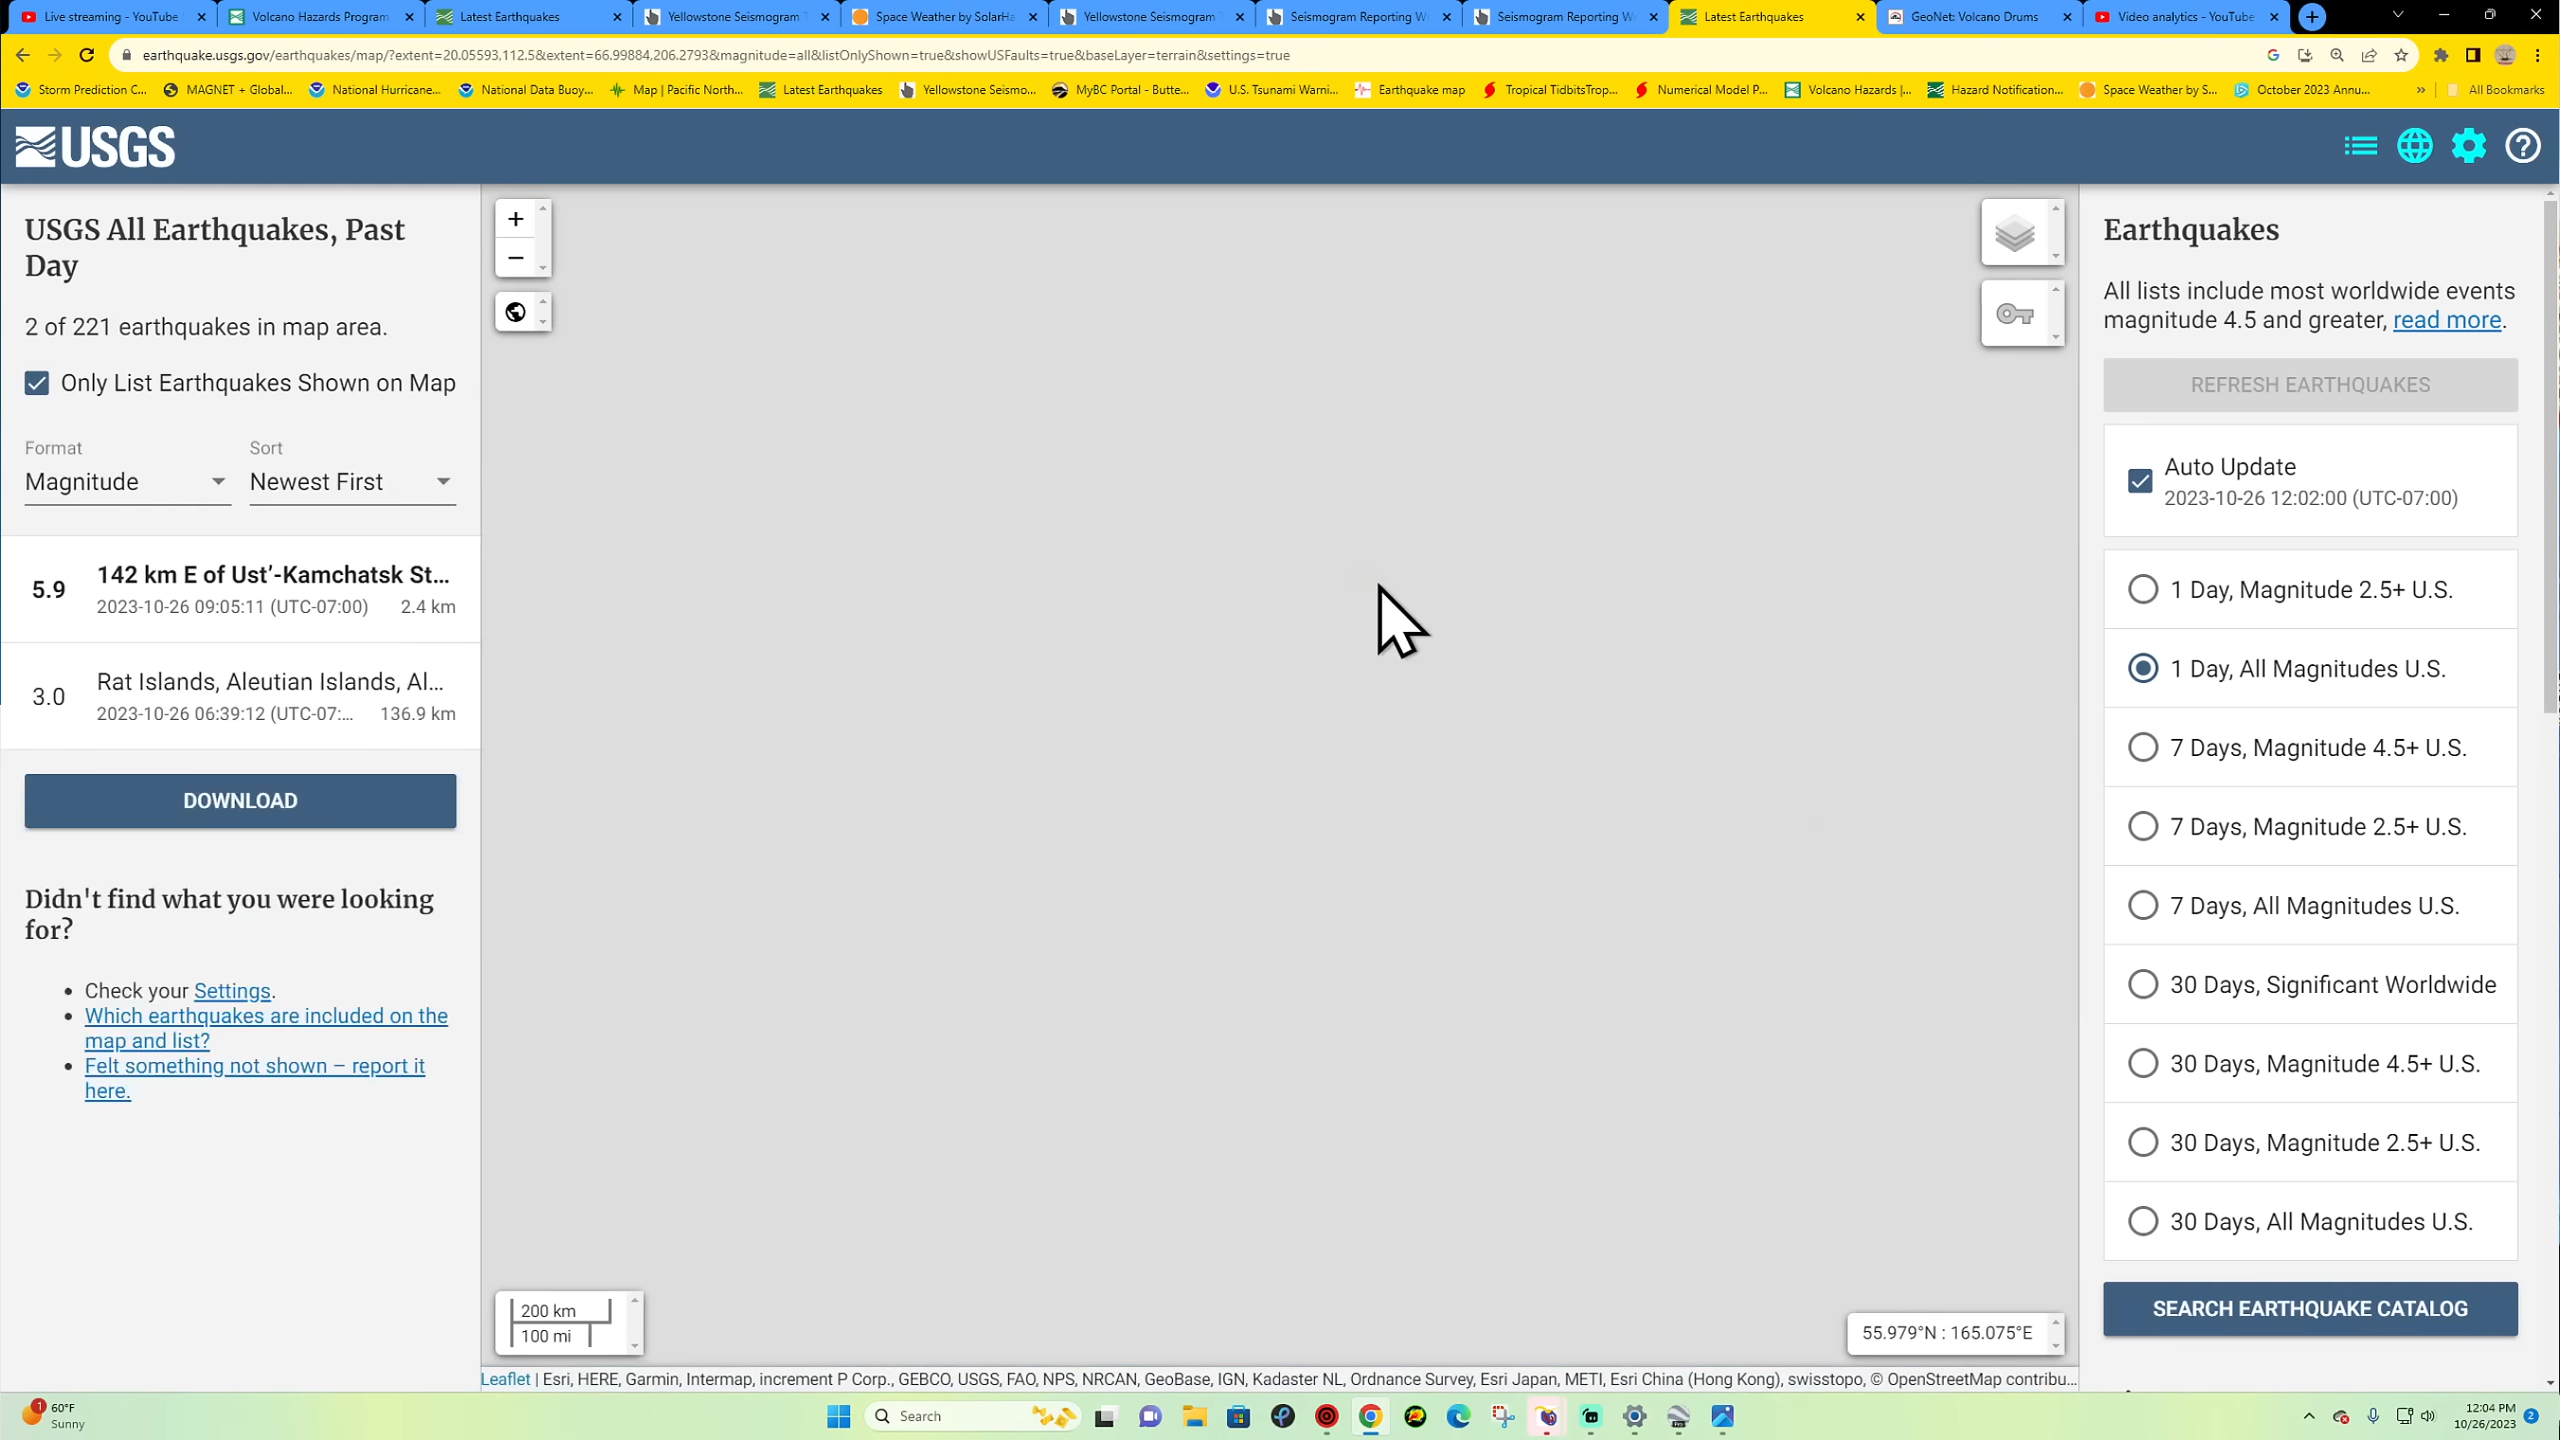 Live streaming - YouTube
Volcano Hazards Program
Latest Earthquakes
Yellowstone Seismogram T
Space Weather by SolarHa
Yellowstone Seismogram T
Seismogram Reporting W
Seismogram Reporting W
Latest Earthquakes
GeoNet: Volcano Drums
Video analytics - YouTube
earthquake.usgs.gov/earthquakes/map/?extent=20.05593,112.5&extent=66.99884,206.2793&magnitude=all&listOnlyShown=true&showUSFaults=true&baseLayer=terrain&settings=true
Storm Prediction C...
MAGNET + Global...
National Hurricane...
National Data Buoy...
Map | Pacific North...
Latest Earthquakes
Yellowstone Seismo...
MyBC Portal - Butte...
U.S. Tsunami Warni...
Earthquake map
Tropical TidbitsTrop...
Numerical Model P...
Volcano Hazards |...
Hazard Notification...
Space Weather by S...
October 2023 Annu...
»
All Bookmarks
USGS
USGS All Earthquakes, Past
Day
2 of 221 earthquakes in map area.
Only List Earthquakes Shown on Map
Format
Sort
Magnitude
Newest First
5.9
142 km E of Ust’-Kamchatsk St...
2023-10-26 09:05:11 (UTC-07:00)
2.4 km
3.0
Rat Islands, Aleutian Islands, Al...
2023-10-26 06:39:12 (UTC-07:...
136.9 km
DOWNLOAD
Didn't find what you were looking
for?
Check your Settings.
Which earthquakes are included on the
map and list?
Felt something not shown – report it
here.
+
−
200 km
100 mi
55.979°N : 165.075°E
Leaflet | Esri, HERE, Garmin, Intermap, increment P Corp., GEBCO, USGS, FAO, NPS, NRCAN, GeoBase, IGN, Kadaster NL, Ordnance Survey, Esri Japan, METI, Esri China (Hong Kong), swisstopo, © OpenStreetMap contribu...
Earthquakes
All lists include most worldwide events
magnitude 4.5 and greater, read more.
REFRESH EARTHQUAKES
Auto Update
2023-10-26 12:02:00 (UTC-07:00)
1 Day, Magnitude 2.5+ U.S.
1 Day, All Magnitudes U.S.
7 Days, Magnitude 4.5+ U.S.
7 Days, Magnitude 2.5+ U.S.
7 Days, All Magnitudes U.S.
30 Days, Significant Worldwide
30 Days, Magnitude 4.5+ U.S.
30 Days, Magnitude 2.5+ U.S.
30 Days, All Magnitudes U.S.
SEARCH EARTHQUAKE CATALOG
1
60°F
Sunny
Search
12:04 PM
10/26/2023
2